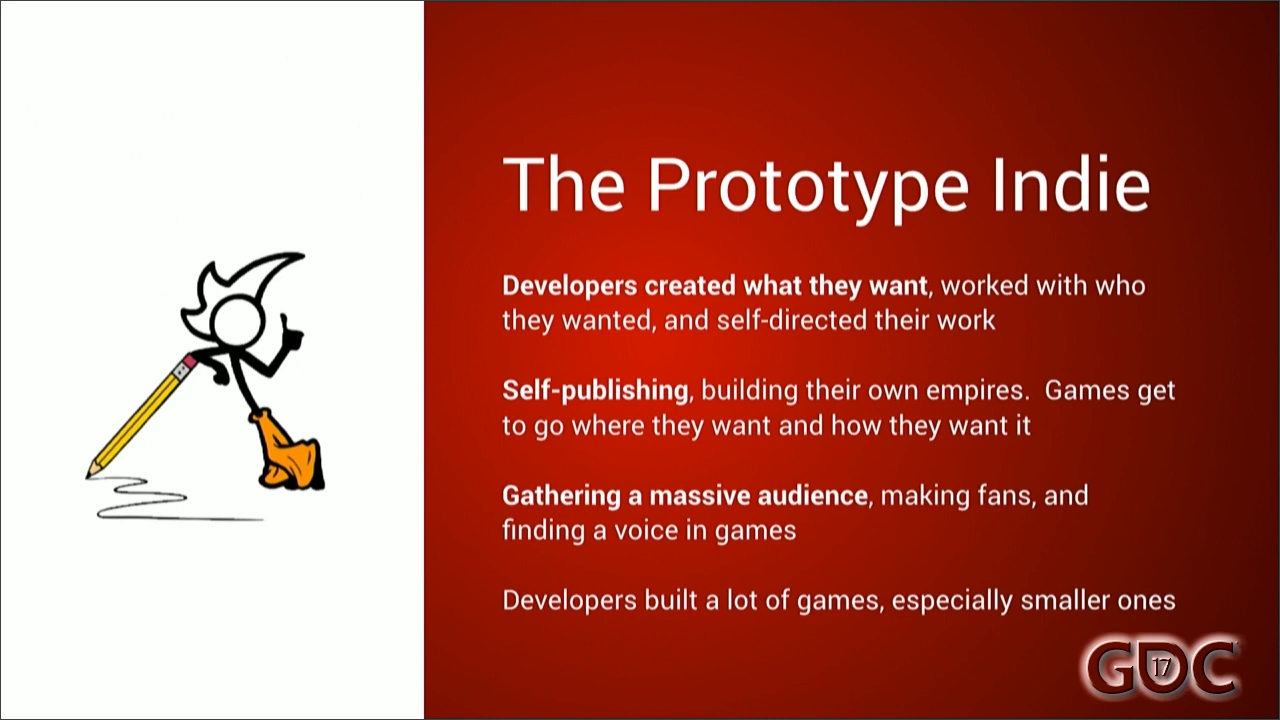 The Prototype Indie
Developers created what they want, worked with who
they wanted, and self-directed their work
Self-publishing, building their own empires.  Games get
to go where they want and how they want it
Gathering a massive audience, making fans, and
finding a voice in games
Developers built a lot of games, especially smaller ones
GDC
17